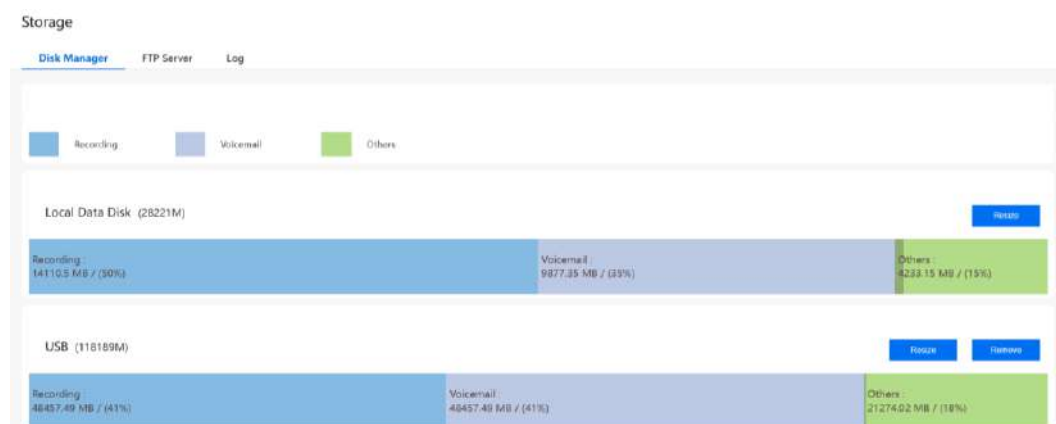 Storage
Disk Manager FTP Server Log
Recording Voicemail Others
Local Data Disk (28221M)
Resize
Recording : Voicemail : Others :
14110.5 MB / (50%) 9877.35 MB / (35%) 4233.15 MB / (15%)
USB (118189M)
Resize Remove
Recording : Voicemail : Others :
48457.49 MB / (41%) 48457.49 MB / (41%) 21274.02 MB / (18%)